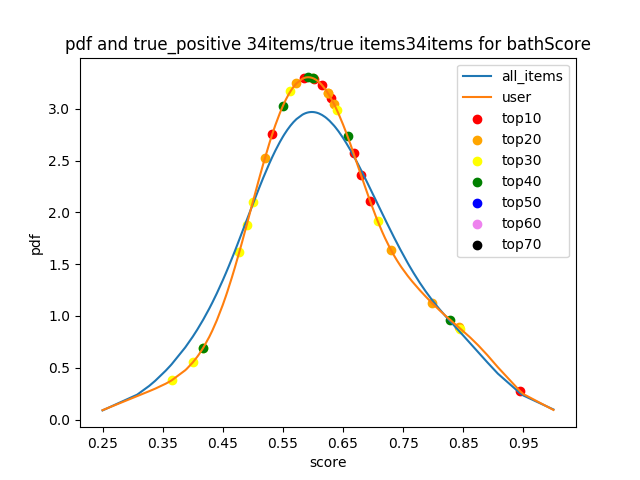 pdf and true_positive 34items/true items34items for bathScore
pdf
3.0
2.5
2.0
1.5
1.0
0.5
0.0
all_items
user
top10
top20
top30
top40
top50
top60
top70
0.25 0.35 0.45 0.55 0.65 0.75 0.85 0.95
score